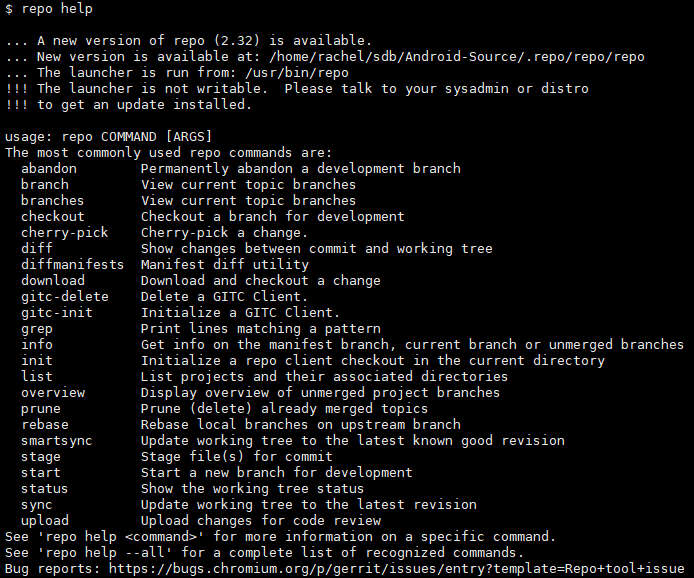 $ repo help
... A new version of repo (2.32) is available.
... New version is available at: /home/rachel/sdb/Android-Source/.repo/repo/repo
... The launcher is run from: /usr/bin/repo
!!! The launcher is not writable.  Please talk to your sysadmin or distro
!!! to get an update installed.
usage: repo COMMAND [ARGS]
The most commonly used repo commands are:
  abandon        Permanently abandon a development branch
  branch         View current topic branches
  branches       View current topic branches
  checkout       Checkout a branch for development
  cherry-pick    Cherry-pick a change.
  diff           Show changes between commit and working tree
  diffmanifests  Manifest diff utility
  download       Download and checkout a change
  gitc-delete    Delete a GITC Client.
  gitc-init      Initialize a GITC Client.
  grep           Print lines matching a pattern
  info           Get info on the manifest branch, current branch or unmerged branches
  init           Initialize a repo client checkout in the current directory
  list           List projects and their associated directories
  overview       Display overview of unmerged project branches
  prune          Prune (delete) already merged topics
  rebase         Rebase local branches on upstream branch
  smartsync      Update working tree to the latest known good revision
  stage          Stage file(s) for commit
  start          Start a new branch for development
  status         Show the working tree status
  sync           Update working tree to the latest revision
  upload         Upload changes for code review
See 'repo help <command>' for more information on a specific command.
See 'repo help --all' for a complete list of recognized commands.
Bug reports: https://bugs.chromium.org/p/gerrit/issues/entry?template=Repo+tool+issue